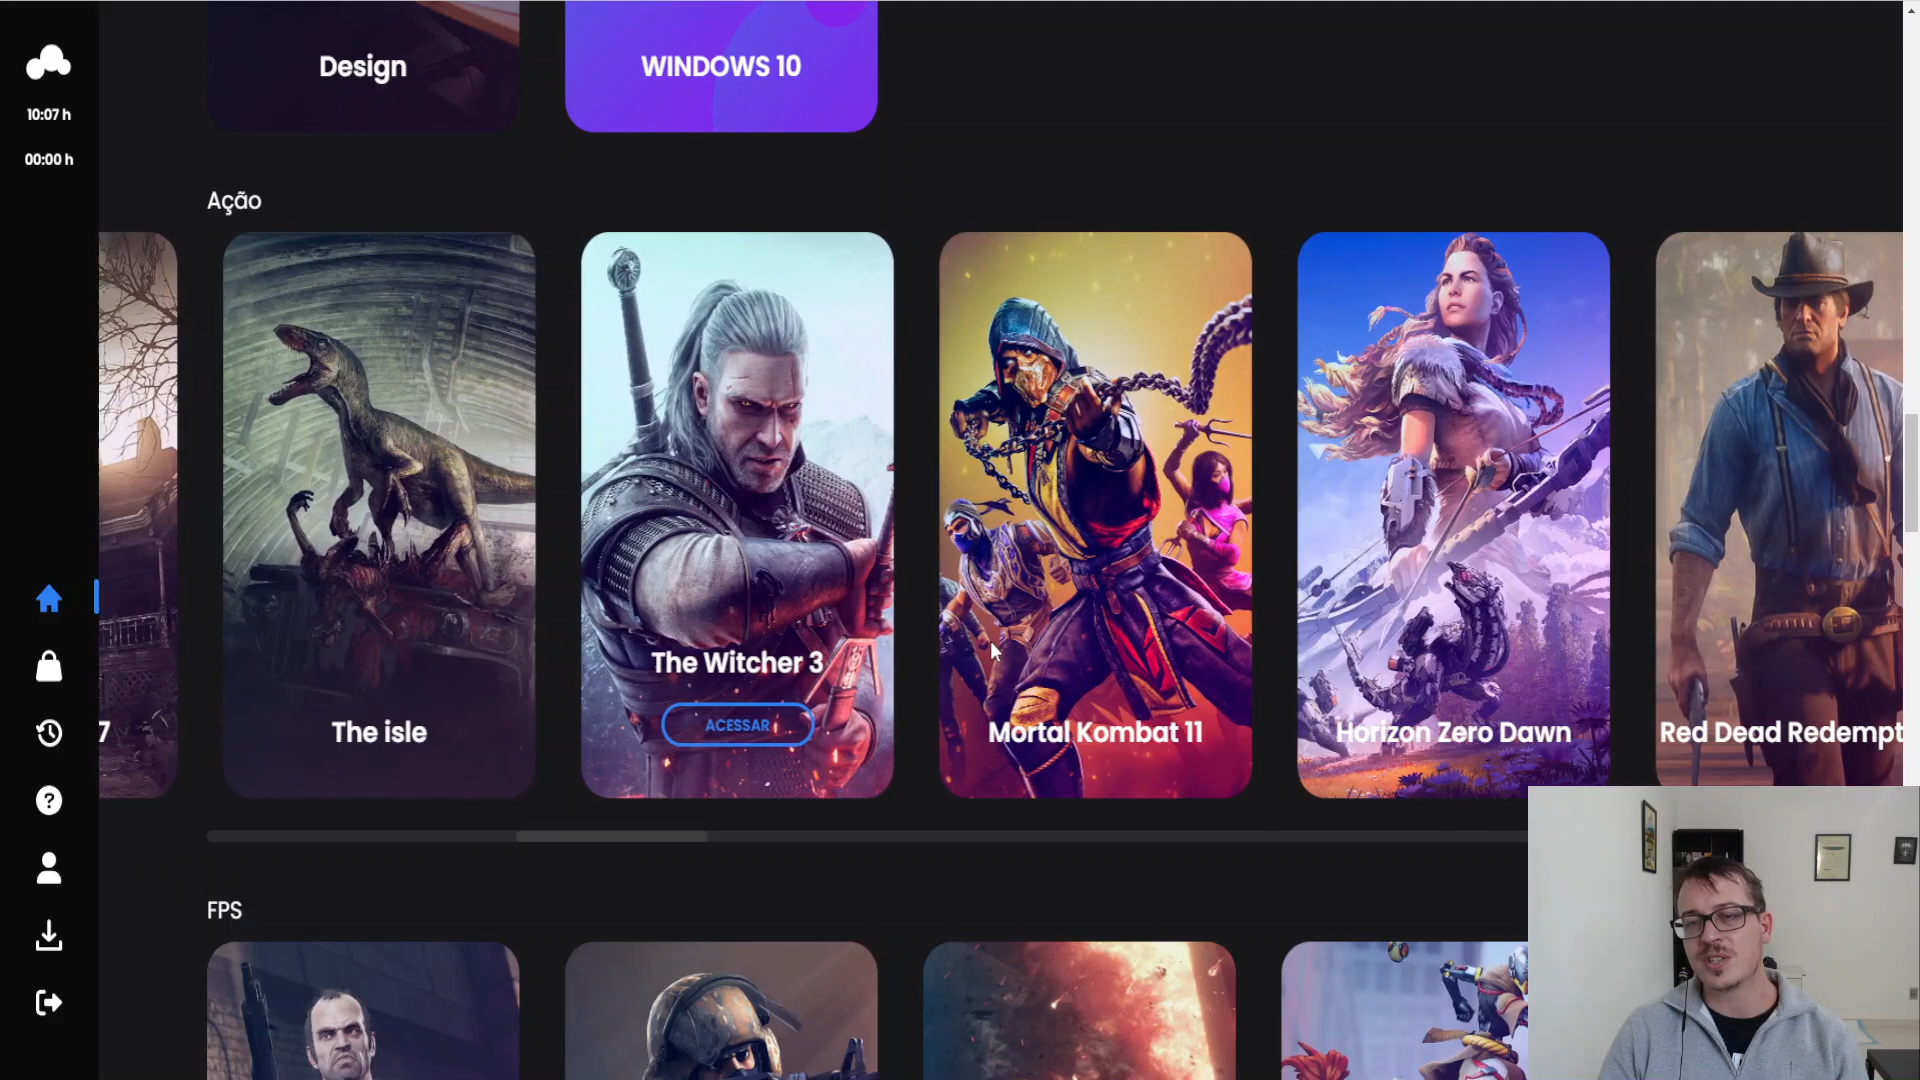 10:07 h
00:00 h
Design
WINDOWS 10
Ação
7
The isle
The Witcher 3
ACESSAR
Mortal Kombat 11
Horizon Zero Dawn
Red Dead Redempt
FPS